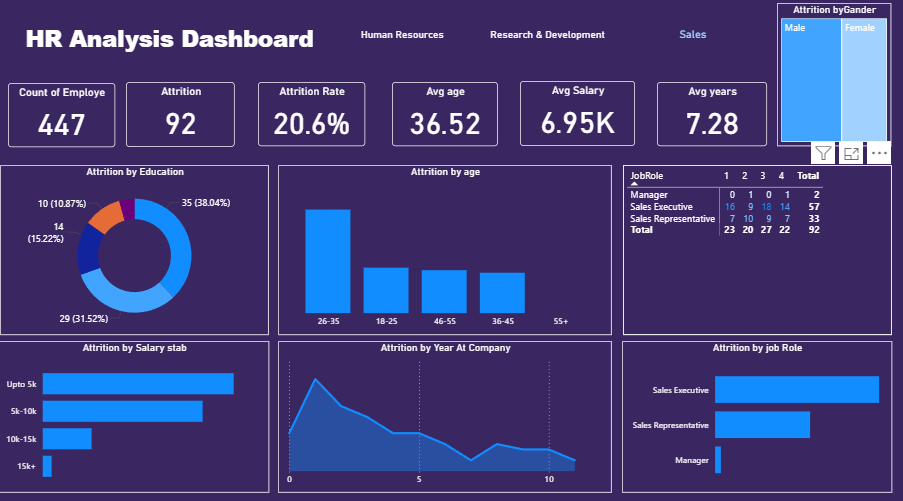 HR Analysis Dashboard
Human Resources
Research & Development
Sales
Attrition byGander
Male
Female
Count of Employe
447
Attrition
92
Attrition Rate
20.6%
Avg age
36.52
Avg Salary
6.95K
Avg years
7.28
Attrition by Education
35 (38.04%)
29 (31.52%)
14
(15.22%)
10 (10.87%)
Attrition by age
26-35 18-25 46-55 36-45 55+
JobRole 1 2 3 4 Total
Manager 0 1 0 1 2
Sales Executive 16 9 18 14 57
Sales Representative 7 10 9 7 33
Total 23 20 27 22 92
Attrition by Salary stab
Upto 5k
5k-10k
10k-15k
15k+
Attrition by Year At Company
0 5 10
Attrition by job Role
Sales Executive
Sales Representative
Manager